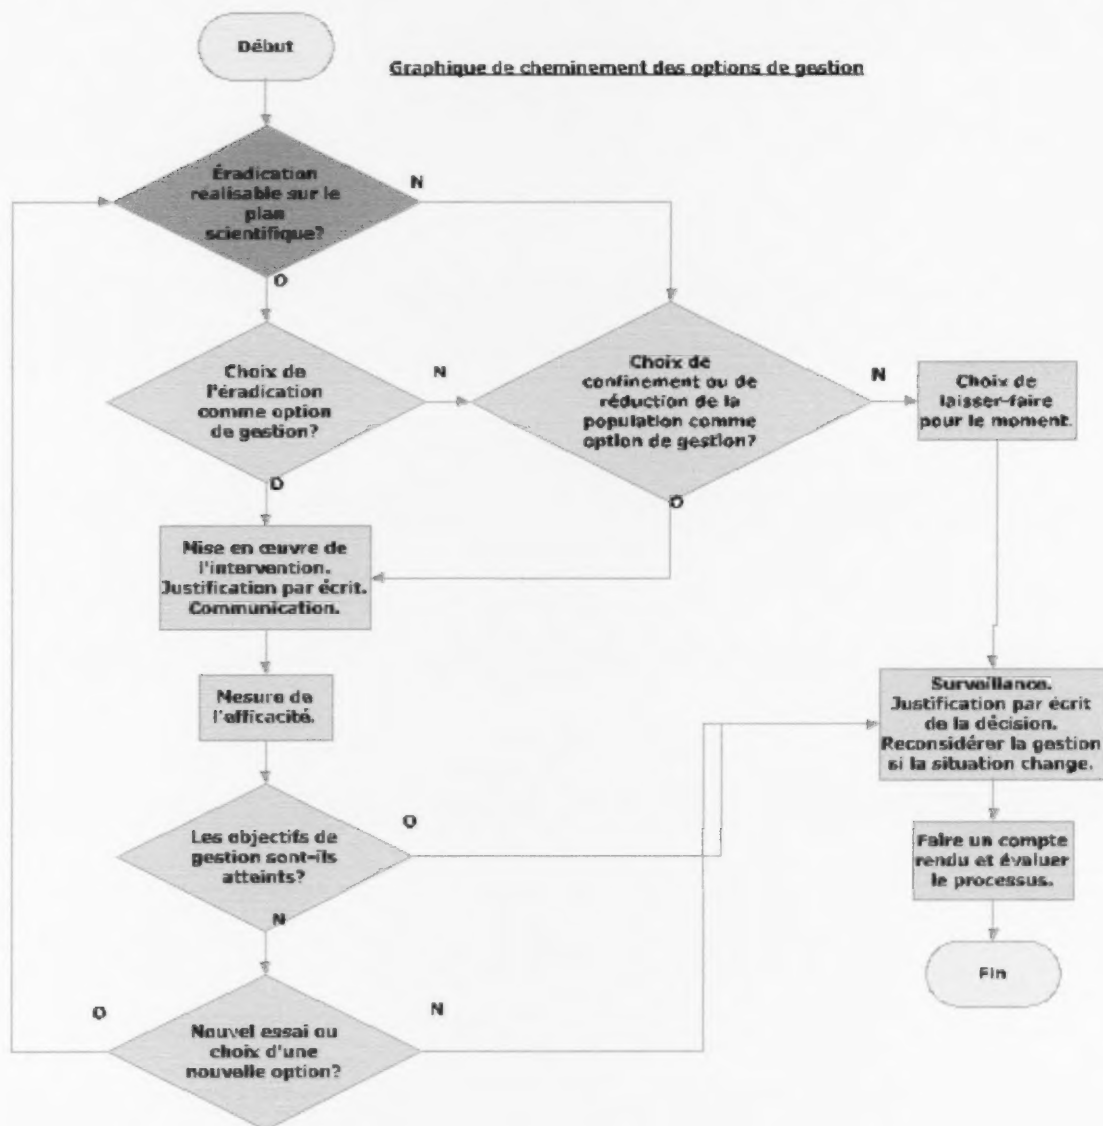 Début
Graphique de cheminement des options de gestion
Éradication
réalisable sur le
plan
scientifique?
N
O
Choix de
l'éradication
comme option
de gestion?
N
O
Choix de
confinement ou de
réduction de la
population comme
option de gestion?
N
O
Choix de
laisser-faire
pour le moment.
Mise en œuvre de
l'intervention.
Justification par écrit.
Communication.
Mesure de
l'efficacité.
Surveillance.
Justification par écrit
de la décision.
Reconsidérer la gestion
si la situation change.
Les objectifs de
gestion sont-ils
atteints?
O
N
Faire un compte
rendu et évaluer
le processus.
Fin
Nouvel essai ou
choix d'une
nouvelle option?
O
N